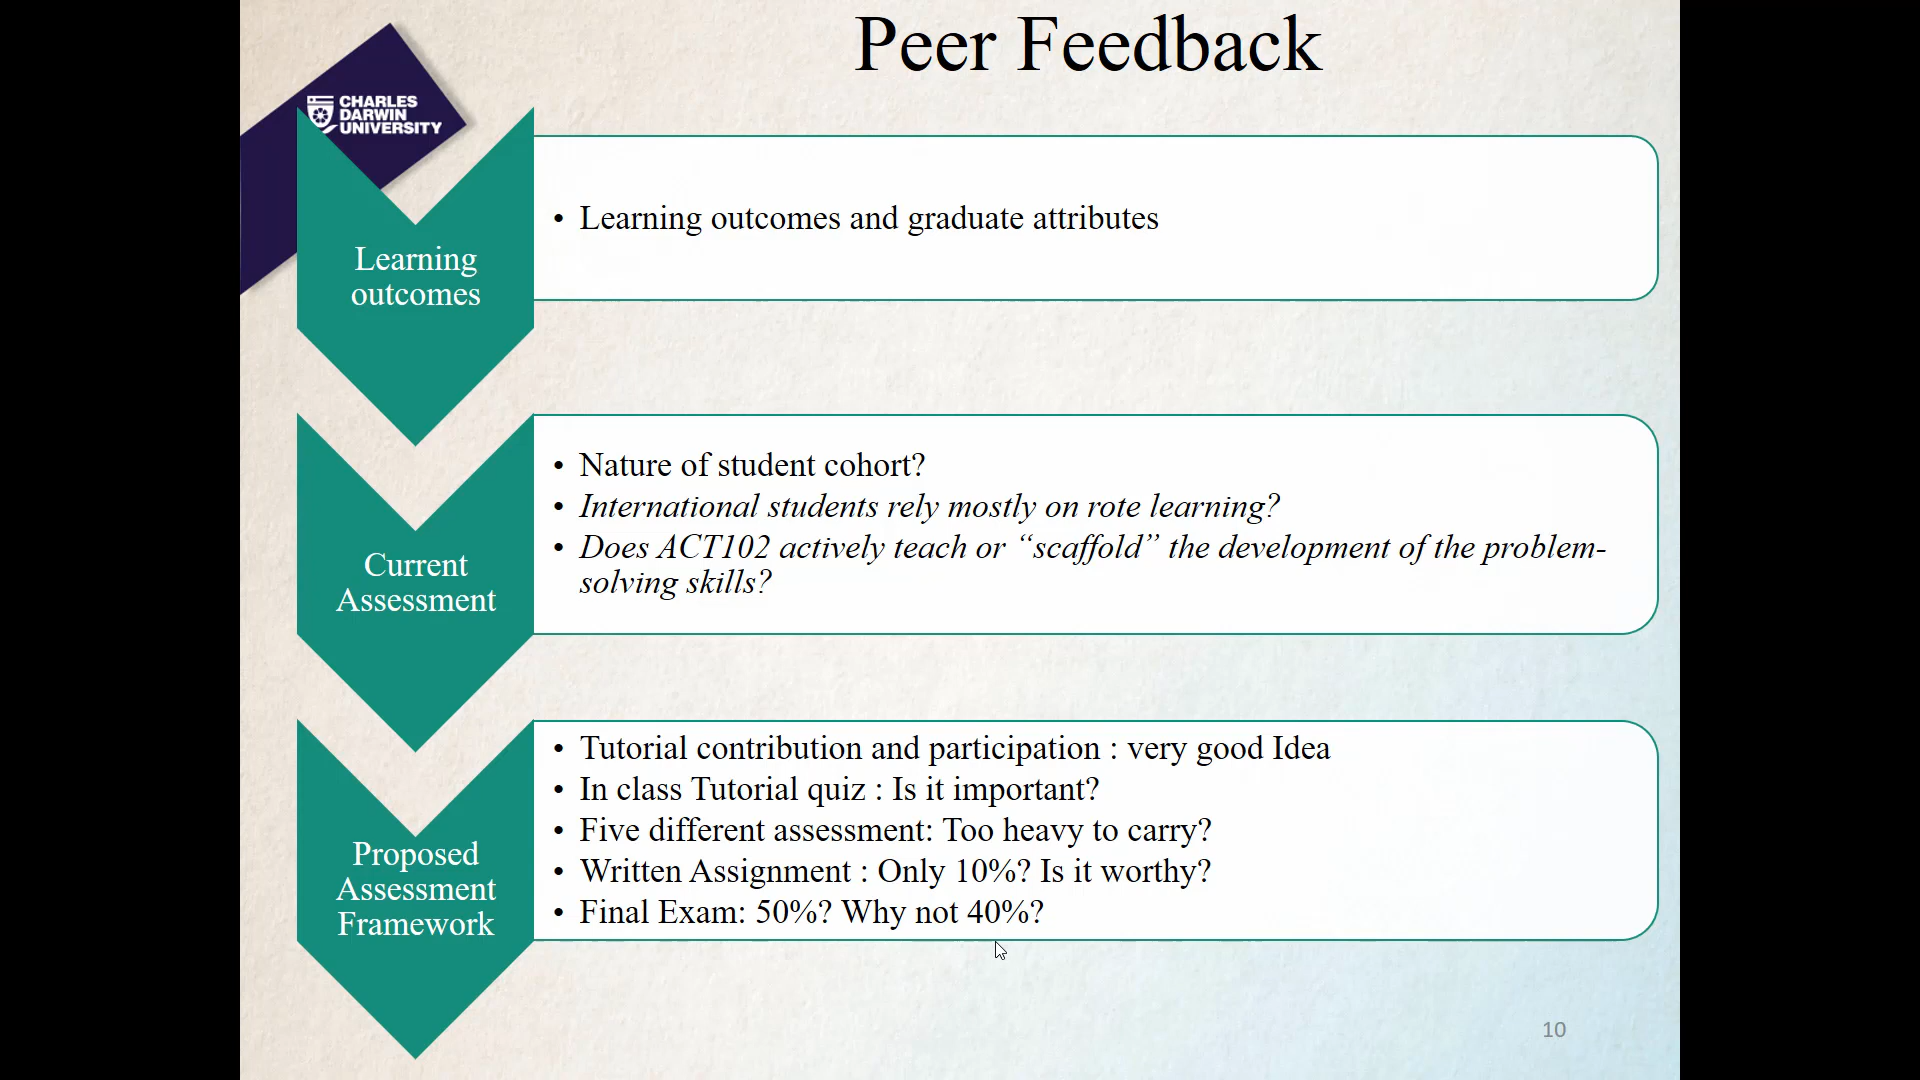 Peer Feedback
CHARLES
DARWIN
UNIVERSITY
Learning
outcomes
• Learning outcomes and graduate attributes
Current
Assessment
• Nature of student cohort?
• International students rely mostly on rote learning?
• Does ACT102 actively teach or “scaffold” the development of the problem-
solving skills?
Proposed
Assessment
Framework
• Tutorial contribution and participation : very good Idea
• In class Tutorial quiz : Is it important?
• Five different assessment: Too heavy to carry?
• Written Assignment : Only 10%? Is it worthy?
• Final Exam: 50%? Why not 40%?
10